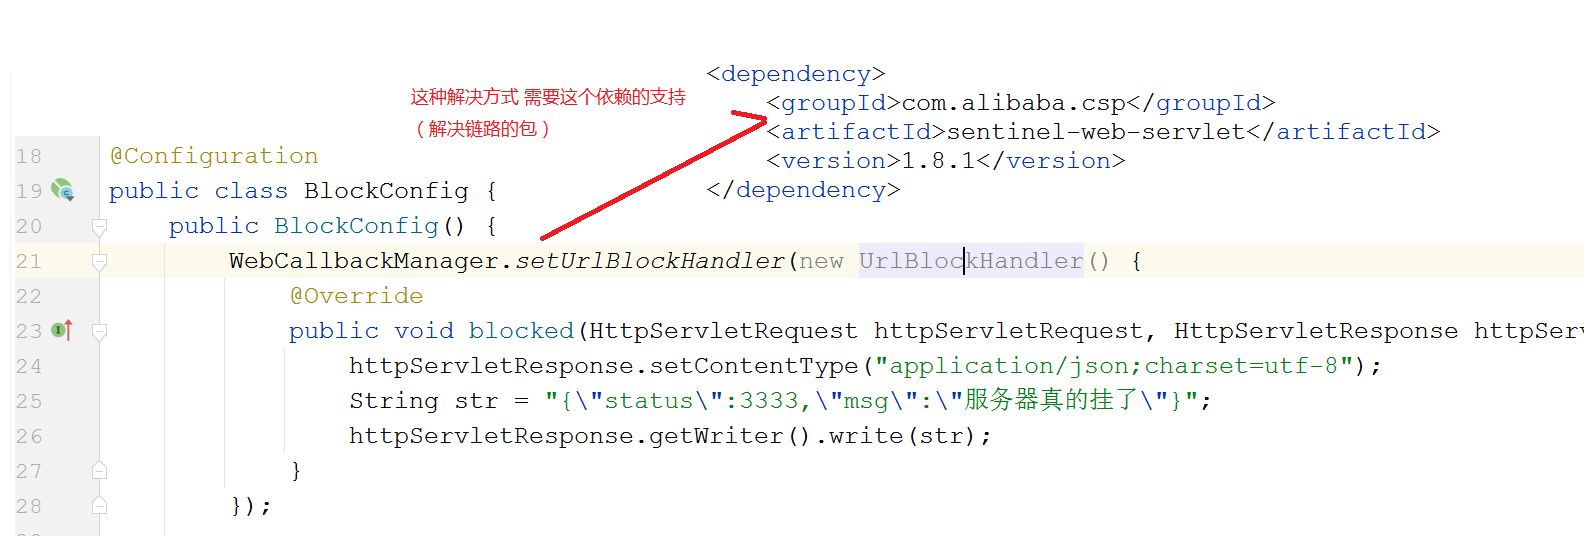 <dependency>
这种解决方式 需要这个依赖的支持
<groupId>com.alibaba.csp</groupId>
（解决链路的包）
<artifactId>sentinel-web-servlet</artifactId>
<version>1.8.1</version>
</dependency>
18 @Configuration
19 public class BlockConfig {
20 public BlockConfig() {
21 WebCallbackManager.setUrlBlockHandler(new UrlBlockHandler() {
22 @Override
23 public void blocked(HttpServletRequest httpServletRequest, HttpServletResponse httpSer
24 httpServletResponse.setContentType("application/json;charset=utf-8");
25 String str = "{\"status\":3333,\"msg\":\"服务器真的挂了\"}";
26 httpServletResponse.getWriter().write(str);
27 }
28 });